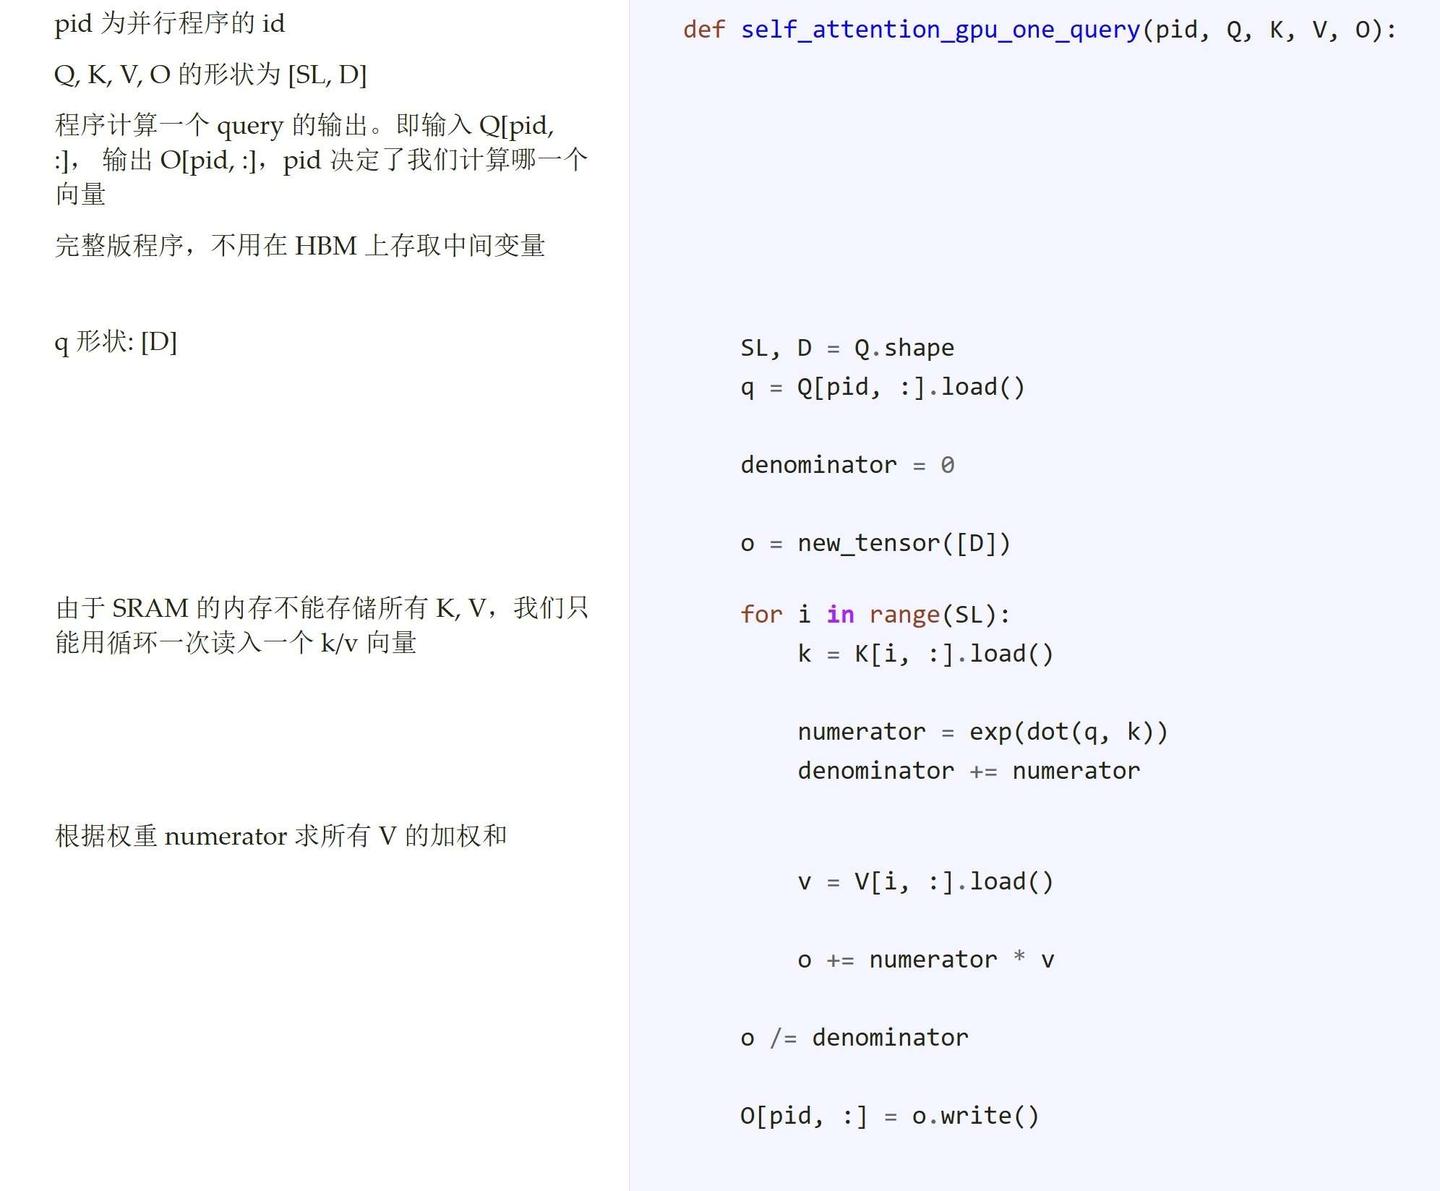 pid 为并行程序的 id
Q, K, V, O 的形状为 [SL, D]
程序计算一个 query 的输出。即输入 Q[pid,
:]， 输出 O[pid, :]，pid 决定了我们计算哪一个
向量
完整版程序，不用在 HBM 上存取中间变量
q 形状: [D]
由于 SRAM 的内存不能存储所有 K, V，我们只
能用循环一次读入一个 k/v 向量
根据权重 numerator 求所有 V 的加权和
def self_attention_gpu_one_query(pid, Q, K, V, O):
    SL, D = Q.shape
    q = Q[pid, :].load()
    denominator = 0
    o = new_tensor([D])
    for i in range(SL):
        k = K[i, :].load()
        numerator = exp(dot(q, k))
        denominator += numerator
        v = V[i, :].load()
        o += numerator * v
    o /= denominator
    O[pid, :] = o.write()